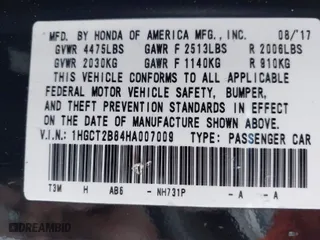 MFD. BY HONDA OF AMERICA MFG., INC. 08/'17
GVWR 4475LBS GAWR F 2513LBS R 2006LBS
GVWR 2030KG GAWR F 1140KG R 910KG
THIS VEHICLE CONFORMS TO ALL APPLICABLE
FEDERAL MOTOR VEHICLE SAFETY, BUMPER,
AND THEFT PREVENTION STANDARDS IN EFFECT
ON THE DATE OF MANUFACTURE SHOWN ABOVE.
V.I.N.: 1HGCT2B84HA007009 TYPE: PASSENGER CAR
T3M H AB6 - NH731P - A - A
DREAMBID